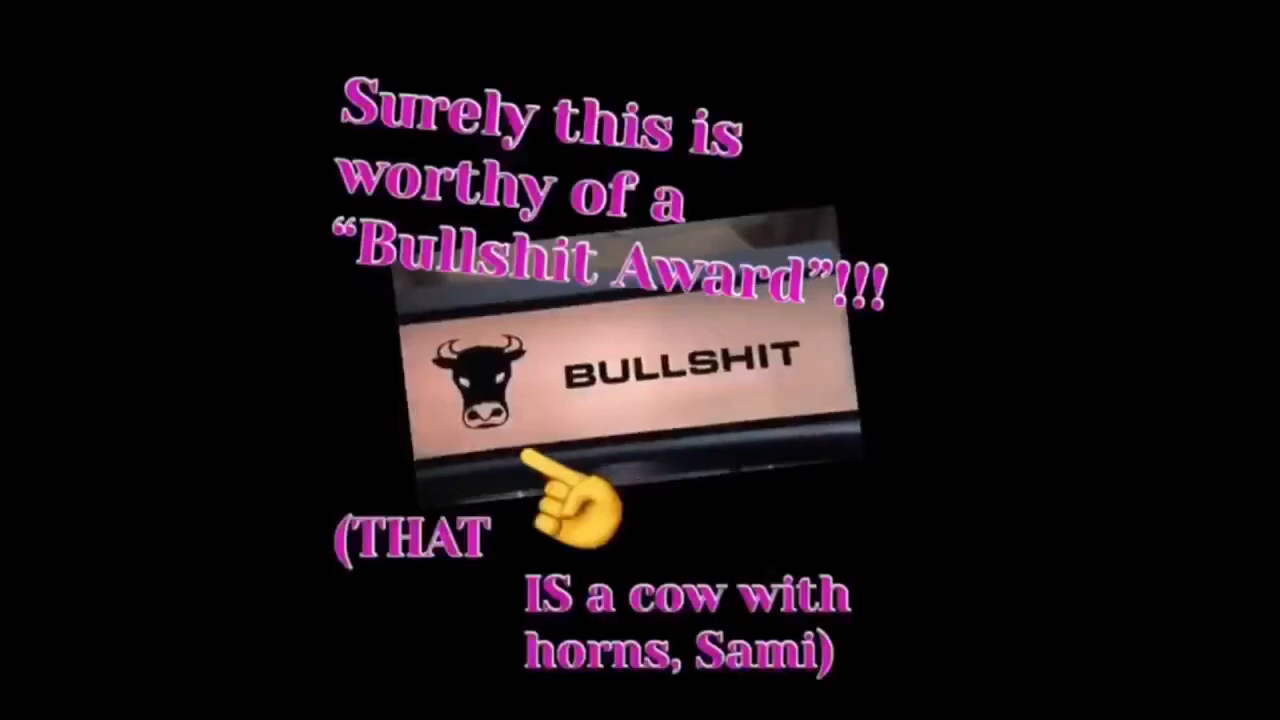 Surely this is
worthy of a
“Bullshit Award”!!!
BULLSHIT
(THAT
IS a cow with
horns, Sami)